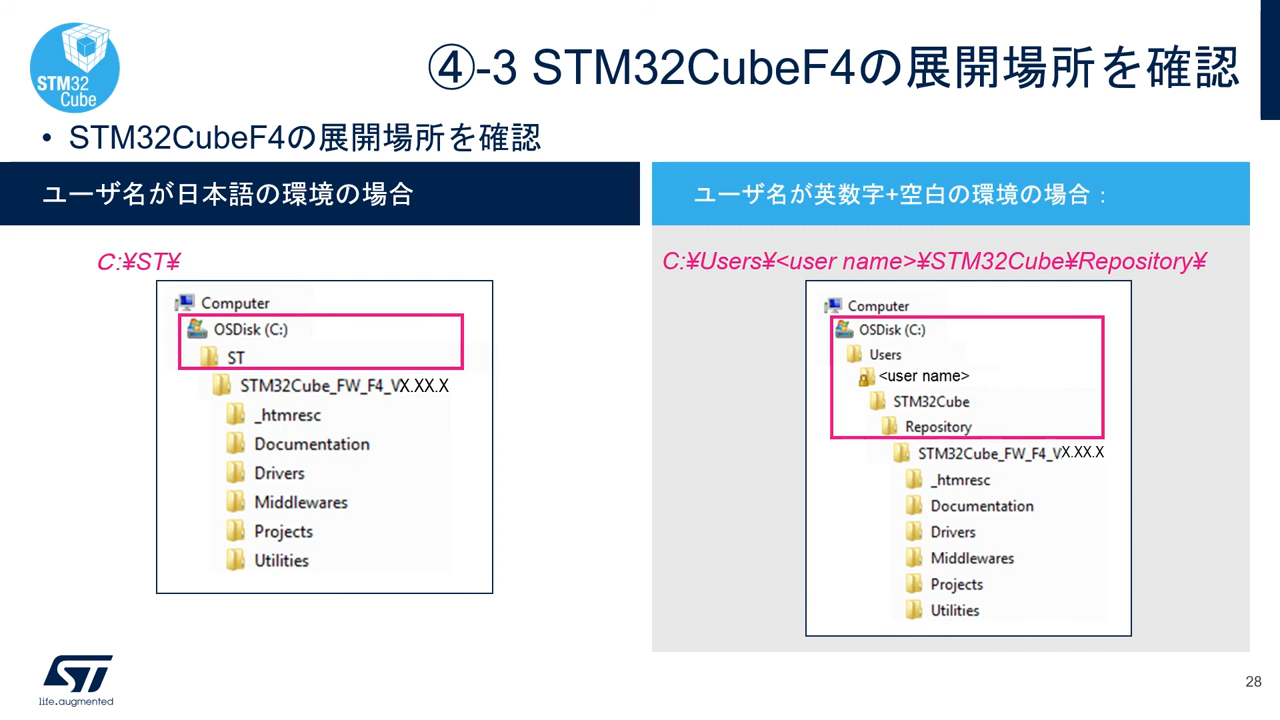 STM32
Cube
④-3 STM32CubeF4の展開場所を確認
• STM32CubeF4の展開場所を確認
ユーザ名が日本語の環境の場合
C:¥ST¥
Computer
OSDisk (C:)
ST
STM32Cube_FW_F4_VX.XX.X
_htmresc
Documentation
Drivers
Middlewares
Projects
Utilities
ユーザ名が英数字+空白の環境の場合：
C:¥Users¥<user name>¥STM32Cube¥Repository¥
Computer
OSDisk (C:)
Users
<user name>
STM32Cube
Repository
STM32Cube_FW_F4_VX.XX.X
_htmresc
Documentation
Drivers
Middlewares
Projects
Utilities
ST
life.augmented
28